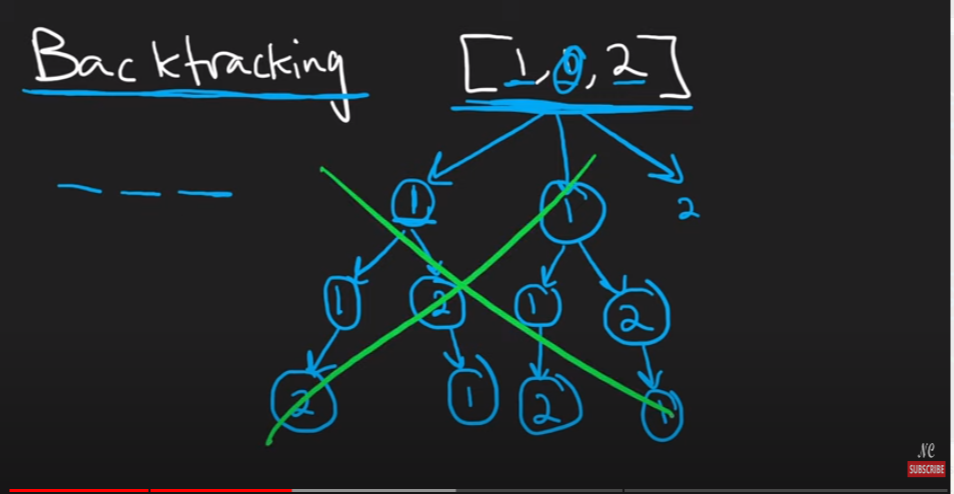 Backtracking [1, 1, 2]
1 1 2
1 2 1 2
2 1 2 1
NC
SUBSCRIBE